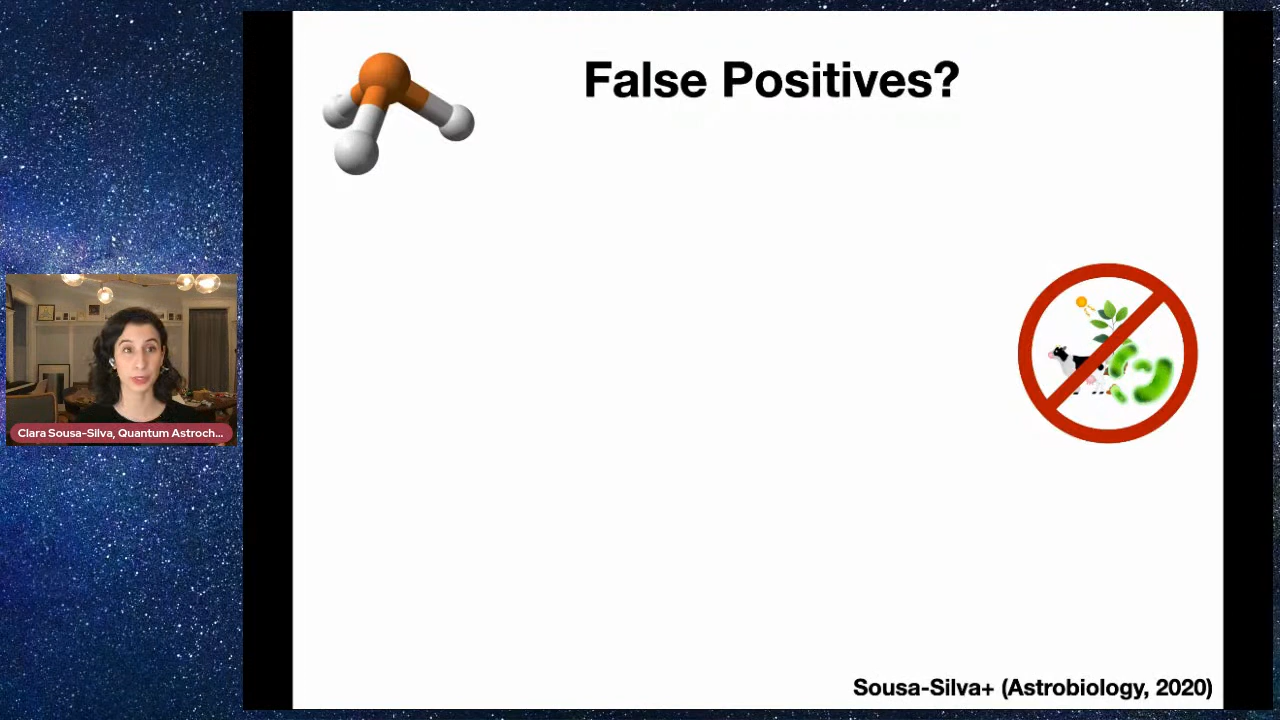 False Positives?
Clara Sousa-Silva, Quantum Astroch...
Sousa-Silva+ (Astrobiology, 2020)